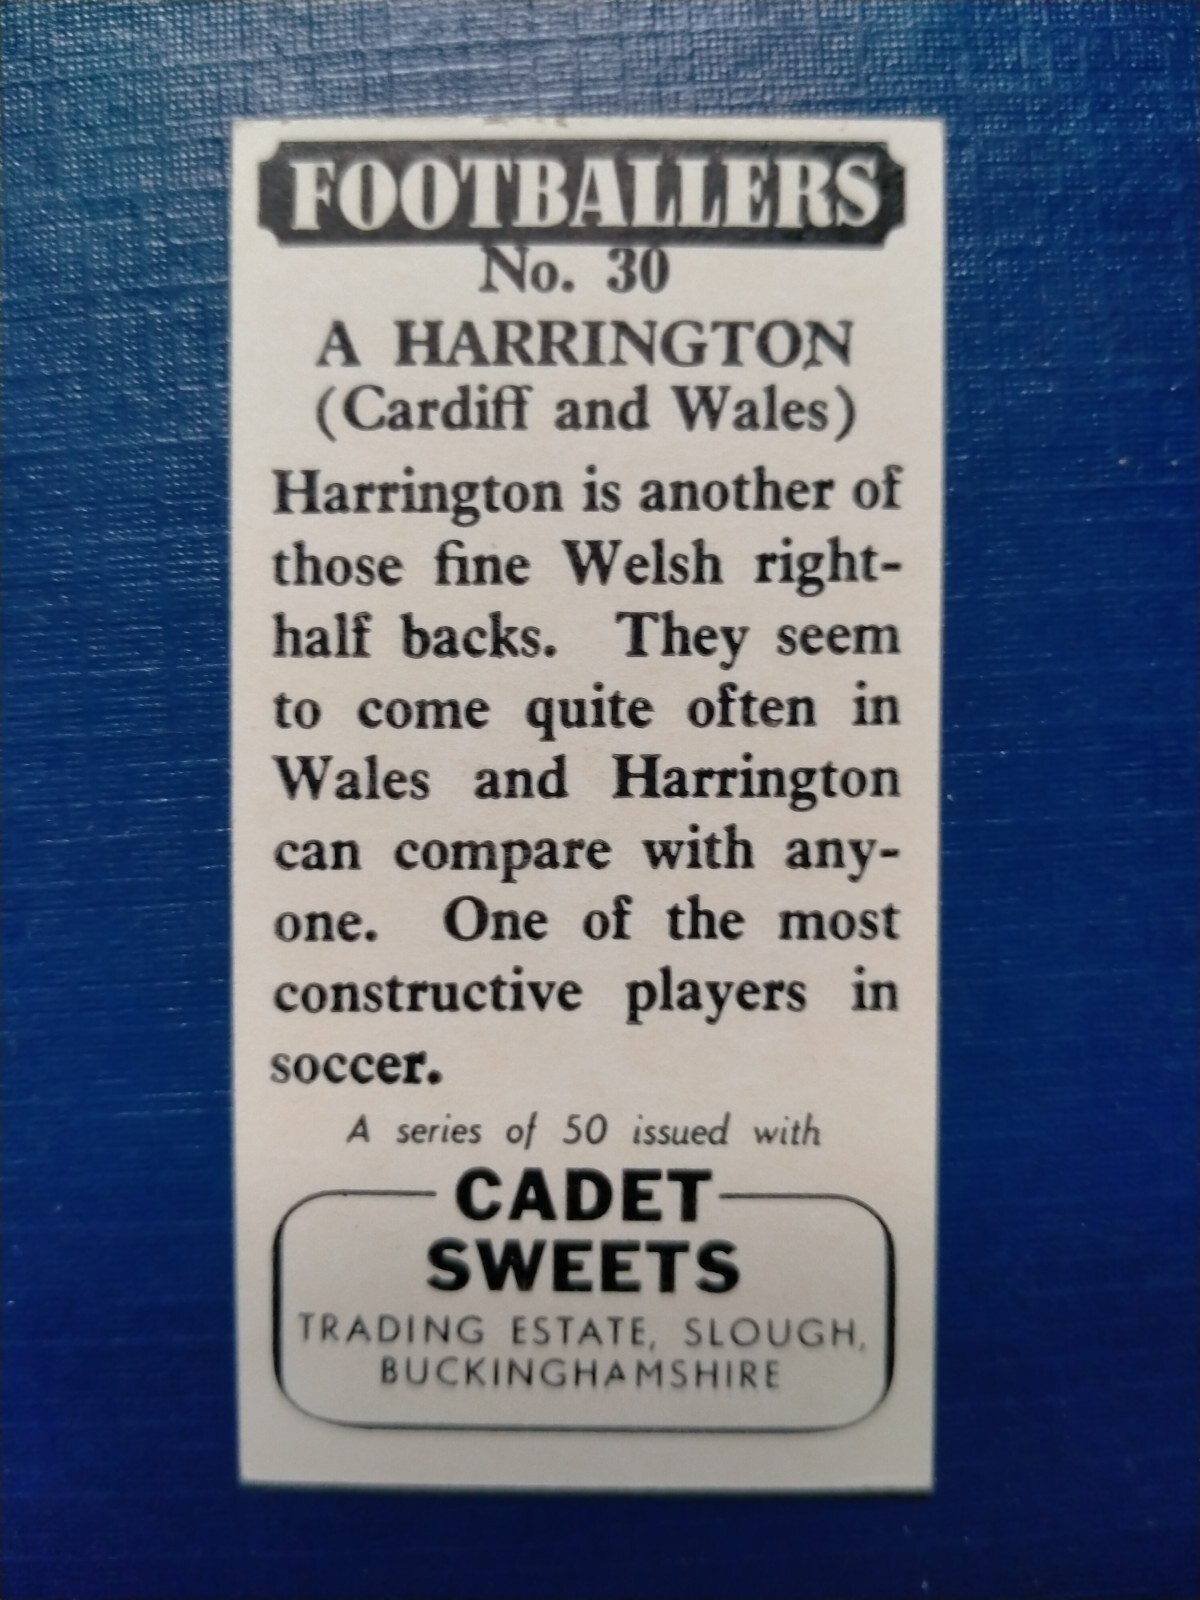 FOOTBALLERS
No. 30
A HARRINGTON
(Cardiff and Wales)
Harrington is another of
those fine Welsh right-
half backs. They seem
to come quite often in
Wales and Harrington
can compare with any-
one. One of the most
constructive players in
soccer.
A series of 50 issued with
CADET
SWEETS
TRADING ESTATE, SLOUGH,
BUCKINGHAMSHIRE